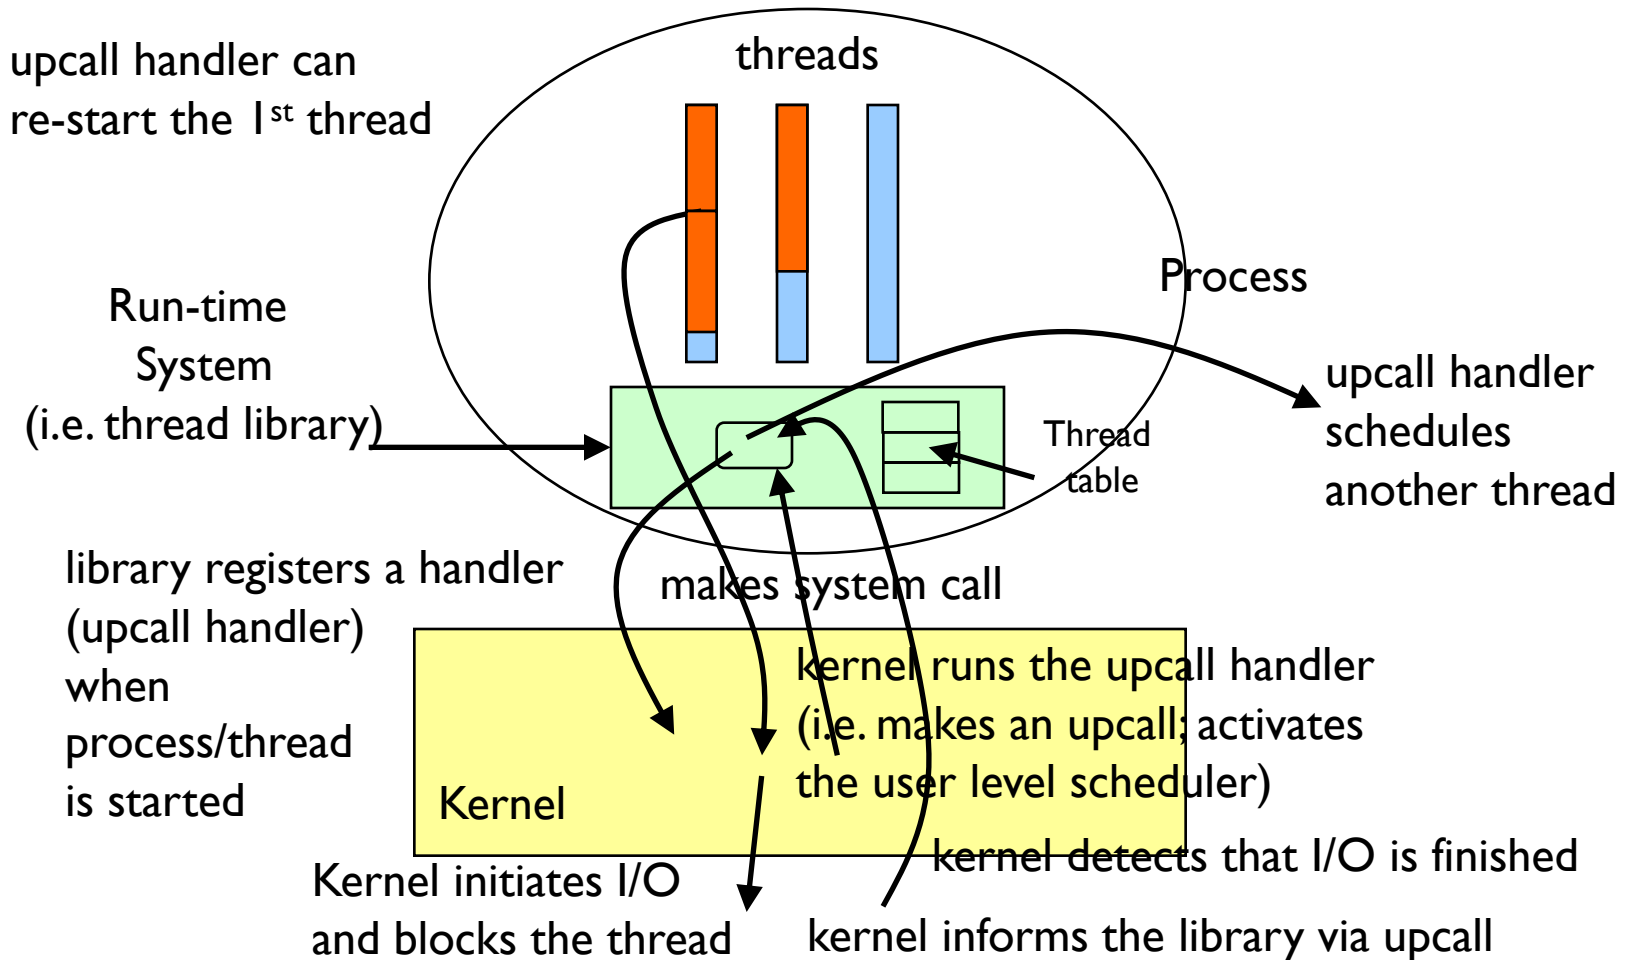 upcall handler can
re-start the 1st thread
threads
Process
Run-time
System
(i.e. thread library)
Thread
table
upcall handler
schedules
another thread
library registers a handler
(upcall handler)
when
process/thread
is started
makes system call
kernel runs the upcall handler
(i.e. makes an upcall; activates
the user level scheduler)
Kernel
kernel detects that I/O is finished
Kernel initiates I/O
and blocks the thread
kernel informs the library via upcall